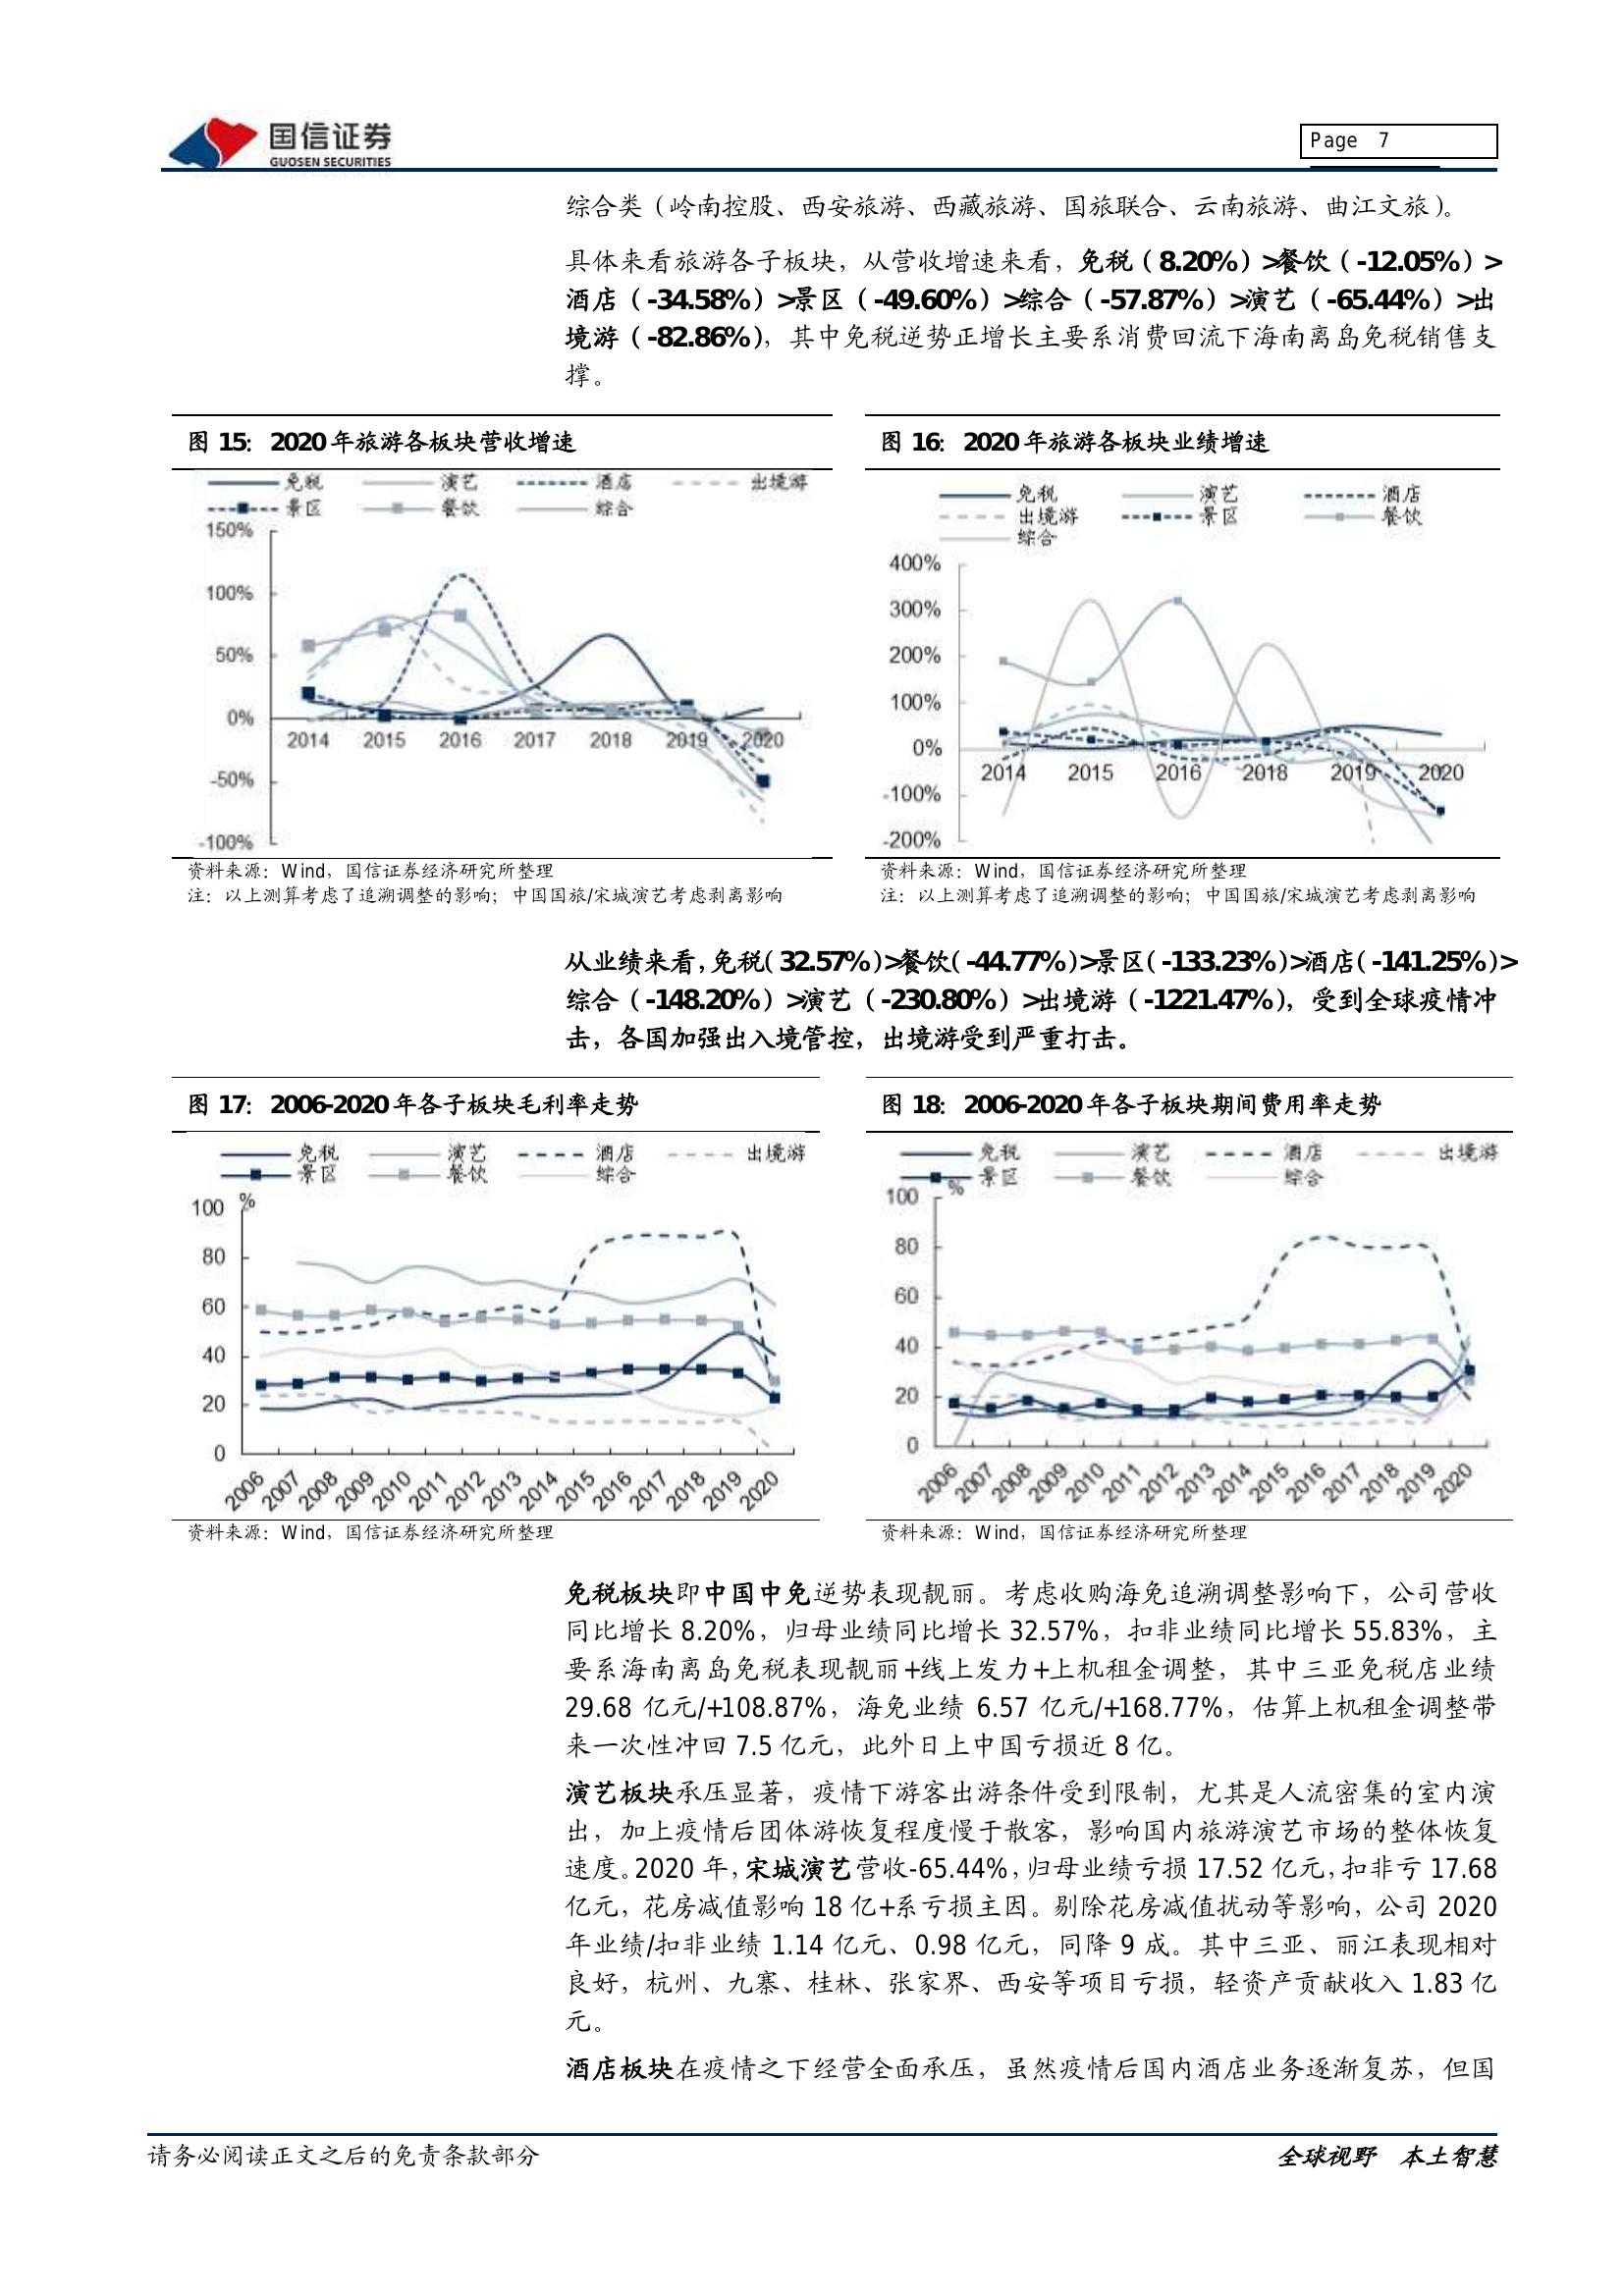 国信证券
GUOSEN SECURITIES
Page 7
综合类（岭南控股、西安旅游、西藏旅游、国旅联合、云南旅游、曲江文旅）。
具体来看旅游各子板块，从营收增速来看，免税（8.20%）>餐饮（-12.05%）>
酒店（-34.58%）>景区（-49.60%）>综合（-57.87%）>演艺（-65.44%）>出
境游（-82.86%），其中免税逆势正增长主要系消费回流下海南离岛免税销售支
撑。
图 15：2020 年旅游各板块营收增速
免税 演艺 酒店 出境游
景区 餐饮 综合
150%
100%
50%
0%
-50%
-100%
2014 2015 2016 2017 2018 2019 2020
资料来源：Wind，国信证券经济研究所整理
注：以上测算考虑了追溯调整的影响；中国国旅/宋城演艺考虑剥离影响
图 16：2020 年旅游各板块业绩增速
免税 演艺 酒店
出境游 景区 餐饮
综合
400%
300%
200%
100%
0%
-100%
-200%
2014 2015 2016 2018 2019 2020
资料来源：Wind，国信证券经济研究所整理
注：以上测算考虑了追溯调整的影响；中国国旅/宋城演艺考虑剥离影响
从业绩来看，免税（32.57%）>餐饮（-44.77%）>景区（-133.23%）>酒店（-141.25%）>
综合（-148.20%）>演艺（-230.80%）>出境游（-1221.47%），受到全球疫情冲
击，各国加强出入境管控，出境游受到严重打击。
图 17：2006-2020 年各子板块毛利率走势
免税 演艺 酒店 出境游
景区 餐饮 综合
%
100
80
60
40
20
0
2006 2007 2008 2009 2010 2011 2012 2013 2014 2015 2016 2017 2018 2019 2020
资料来源：Wind，国信证券经济研究所整理
图 18：2006-2020 年各子板块期间费用率走势
免税 演艺 酒店 出境游
景区 餐饮 综合
%
100
80
60
40
20
0
2006 2007 2008 2009 2010 2011 2012 2013 2014 2015 2016 2017 2018 2019 2020
资料来源：Wind，国信证券经济研究所整理
免税板块即中国中免逆势表现靓丽。考虑收购海免追溯调整影响下，公司营收
同比增长 8.20%，归母业绩同比增长 32.57%，扣非业绩同比增长 55.83%，主
要系海南离岛免税表现靓丽+线上发力+上机租金调整，其中三亚免税店业绩
29.68 亿元/+108.87%，海免业绩 6.57 亿元/+168.77%，估算上机租金调整带
来一次性冲回 7.5 亿元，此外日上中国亏损近 8 亿。
演艺板块承压显著，疫情下游客出游条件受到限制，尤其是人流密集的室内演
出，加上疫情后团体游恢复程度慢于散客，影响国内旅游演艺市场的整体恢复
速度。2020 年，宋城演艺营收-65.44%，归母业绩亏损 17.52 亿元，扣非亏 17.68
亿元，花房减值影响 18 亿+系亏损主因。剔除花房减值扰动等影响，公司 2020
年业绩/扣非业绩 1.14 亿元、0.98 亿元，同降 9 成。其中三亚、丽江表现相对
良好，杭州、九寨、桂林、张家界、西安等项目亏损，轻资产贡献收入 1.83 亿
元。
酒店板块在疫情之下经营全面承压，虽然疫情后国内酒店业务逐渐复苏，但国
请务必阅读正文之后的免责条款部分
全球视野 本土智慧